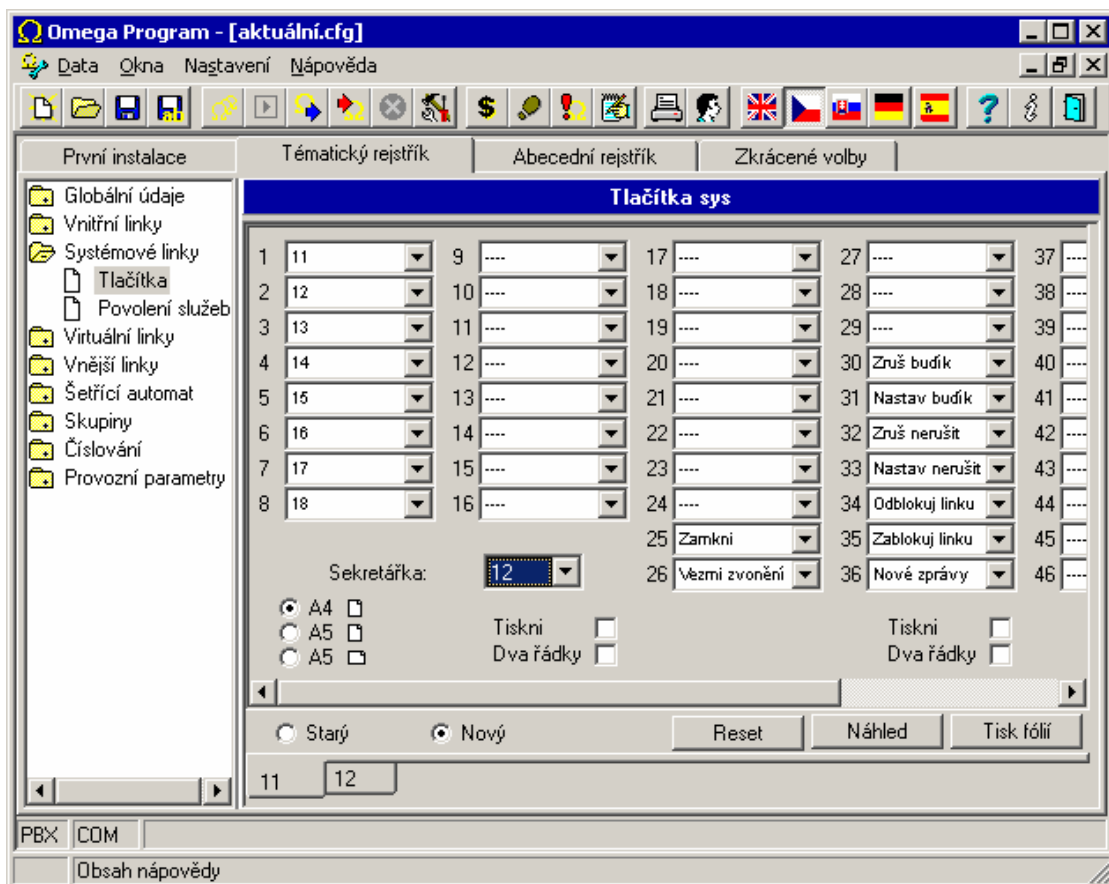 Omega Program - [aktuální.cfg]
Data Okna Nastavení Nápověda
První instalace Tématický rejstřík Abecední rejstřík Zkrácené volby
Globální údaje
Vnitřní linky
Systémové linky
Tlačítka
Povolení služeb
Virtuální linky
Vnější linky
Šetřící automat
Skupiny
Číslování
Provozní parametry
Tlačítka sys
1 11 9 ---- 17 ---- 27 ---- 37 ----
2 12 10 ---- 18 ---- 28 ---- 38 ----
3 13 11 ---- 19 ---- 29 ---- 39 ----
4 14 12 ---- 20 ---- 30 Zruš budík 40 ----
5 15 13 ---- 21 ---- 31 Nastav budík 41 ----
6 16 14 ---- 22 ---- 32 Zruš nerušit 42 ----
7 17 15 ---- 23 ---- 33 Nastav nerušit 43 ----
8 18 16 ---- 24 ---- 34 Odblokuj linku 44 ----
25 Zamkni 35 Zablokuj linku 45 ----
Sekretářka: 12 26 Vezmi zvonění 36 Nové zprávy 46 ----
A4
A5 Tiskni Tiskni
A5 Dva řádky Dva řádky
Starý Nový Reset Náhled Tisk fólií
11 12
PBX COM
Obsah nápovědy